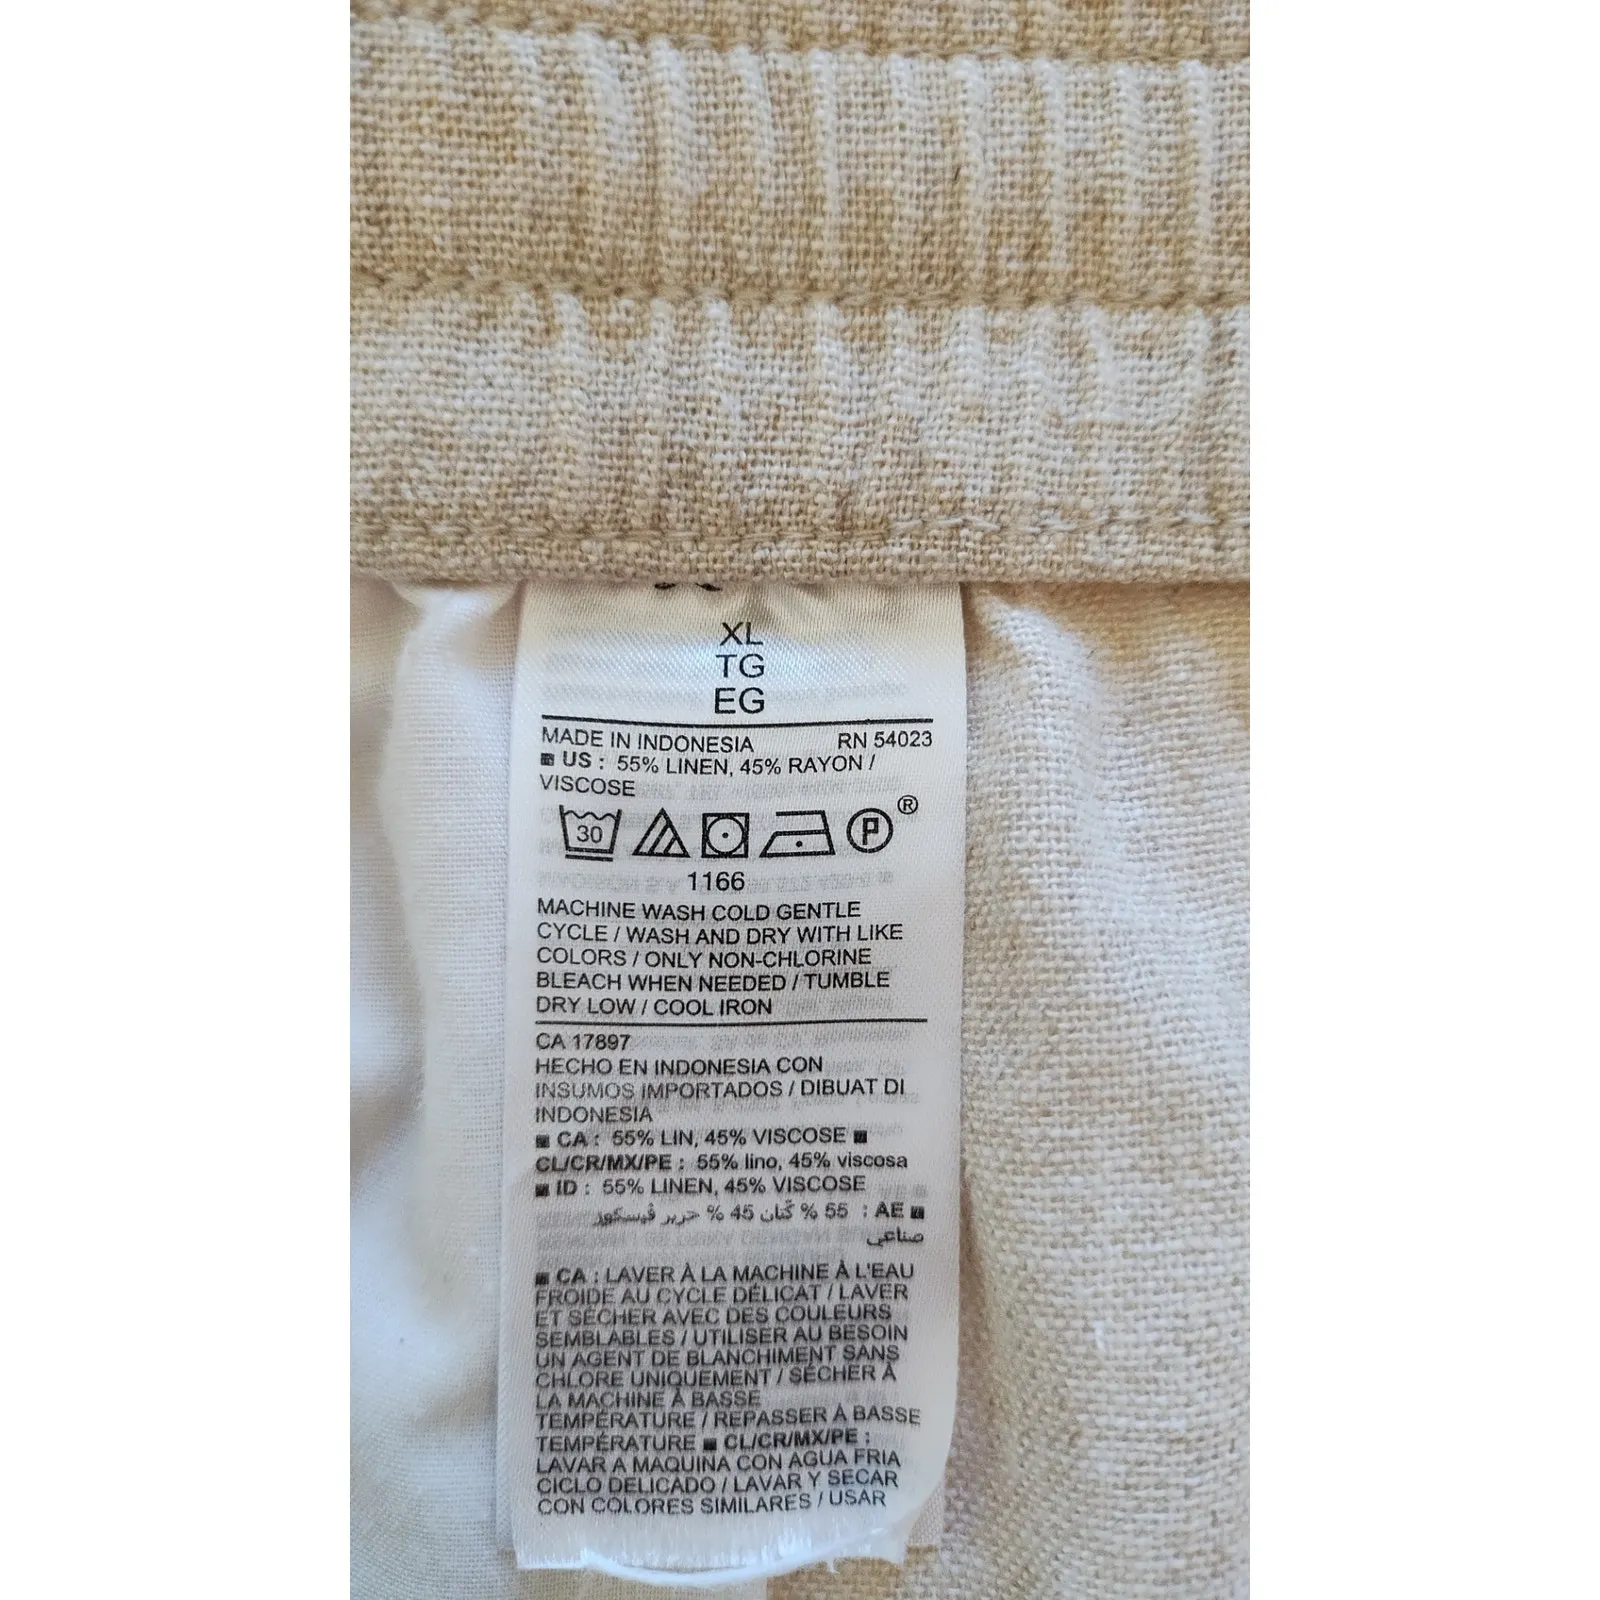 XL
TG
EG
MADE IN INDONESIA RN 54023
■ US : 55% LINEN, 45% RAYON /
VISCOSE
30 P ®
1166
MACHINE WASH COLD GENTLE
CYCLE / WASH AND DRY WITH LIKE
COLORS / ONLY NON-CHLORINE
BLEACH WHEN NEEDED / TUMBLE
DRY LOW / COOL IRON
CA 17897
HECHO EN INDONESIA CON
INSUMOS IMPORTADOS / DIBUAT DI
INDONESIA
■ CA : 55% LIN, 45% VISCOSE ■
CL/CR/MX/PE : 55% lino, 45% viscosa
■ ID : 55% LINEN, 45% VISCOSE
■ AE : 55 % كتّان 45 % حرير ڤيسكوز
صناعي
■ CA : LAVER À LA MACHINE À L'EAU
FROIDE AU CYCLE DÉLICAT / LAVER
ET SÉCHER AVEC DES COULEURS
SEMBLABLES / UTILISER AU BESOIN
UN AGENT DE BLANCHIMENT SANS
CHLORE UNIQUEMENT / SÉCHER À
LA MACHINE À BASSE
TEMPÉRATURE / REPASSER À BASSE
TEMPÉRATURE ■ CL/CR/MX/PE :
LAVAR A MAQUINA CON AGUA FRIA
CICLO DELICADO / LAVAR Y SECAR
CON COLORES SIMILARES / USAR